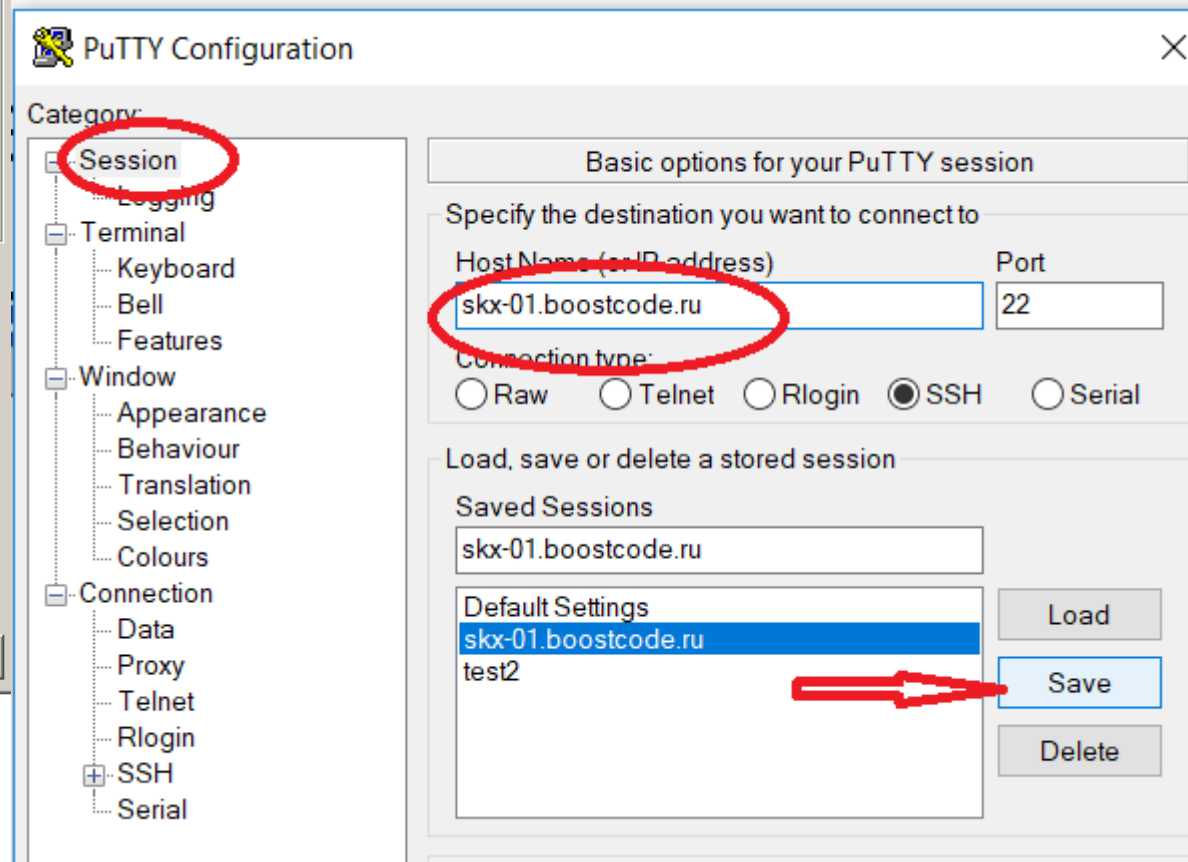 PuTTY Configuration
Category:
Session
Logging
Terminal
Keyboard
Bell
Features
Window
Appearance
Behaviour
Translation
Selection
Colours
Connection
Data
Proxy
Telnet
Rlogin
SSH
Serial
Basic options for your PuTTY session
Specify the destination you want to connect to
Host Name (or IP address) Port
skx-01.boostcode.ru 22
Connection type:
Raw Telnet Rlogin SSH Serial
Load, save or delete a stored session
Saved Sessions
skx-01.boostcode.ru
Default Settings Load
skx-01.boostcode.ru
test2 Save
Delete